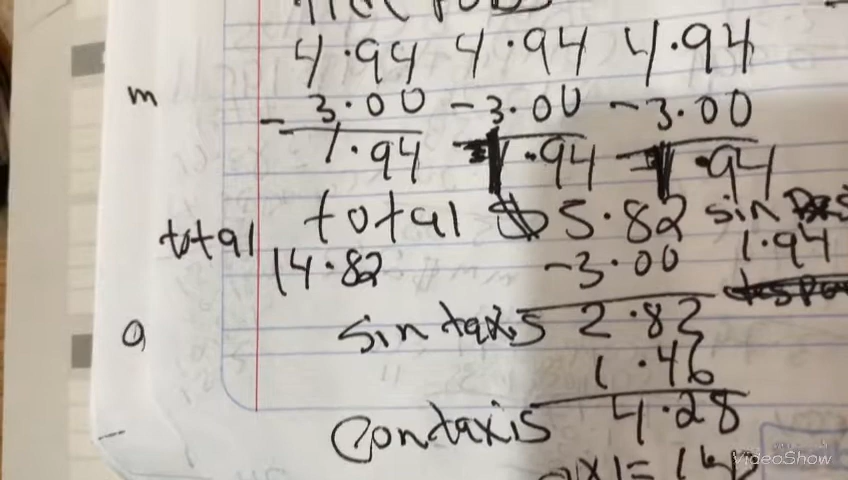 4.94 4.94 4.94
m
- 3.00 - 3.00 - 3.00
1.94 1.94 1.94
total total $5.82 sin
14.82 - 3.00 1.94
sin taxis 2.82
a 1.46
Con taxis 4.28
VideoShow